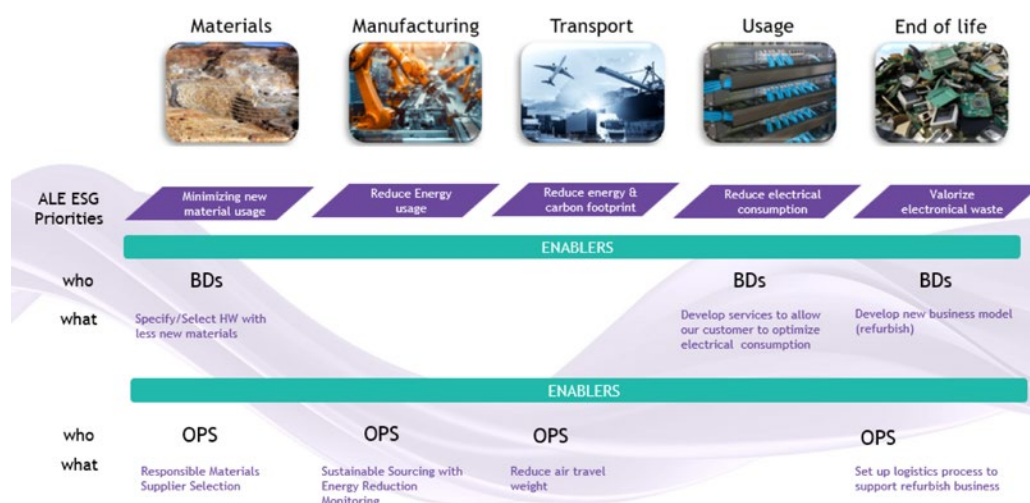 Materials
Manufacturing
Transport
Usage
End of life
ALE ESG
Priorities
Minimizing new
material usage
Reduce Energy
usage
Reduce energy &
carbon footprint
Reduce electrical
consumption
Valorize
electronical waste
ENABLERS
who
BDs
BDs
BDs
what
Specify/Select HW with
less new materials
Develop services to allow
our customer to optimize
electrical consumption
Develop new business model
(refurbish)
ENABLERS
who
OPS
OPS
OPS
OPS
what
Responsible Materials
Supplier Selection
Sustainable Sourcing with
Energy Reduction
Monitoring
Reduce air travel
weight
Set up logistics process to
support refurbish business